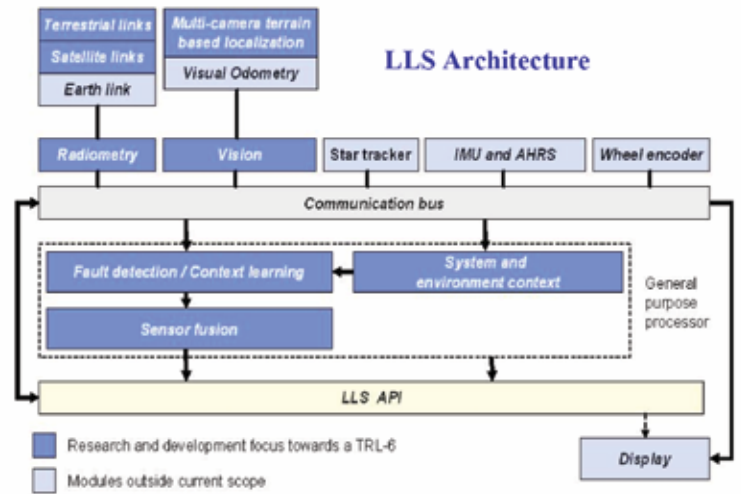 LLS Architecture
Terrestrial links
Satellite links
Earth link
Multi-camera terrain
based localization
Visual Odometry
Radiometry
Vision
Star tracker
IMU and AHRS
Wheel encoder
Communication bus
Fault detection / Context learning
System and
environment context
Sensor fusion
General
purpose
processor
LLS API
Research and development focus towards a TRL-6
Modules outside current scope
Display